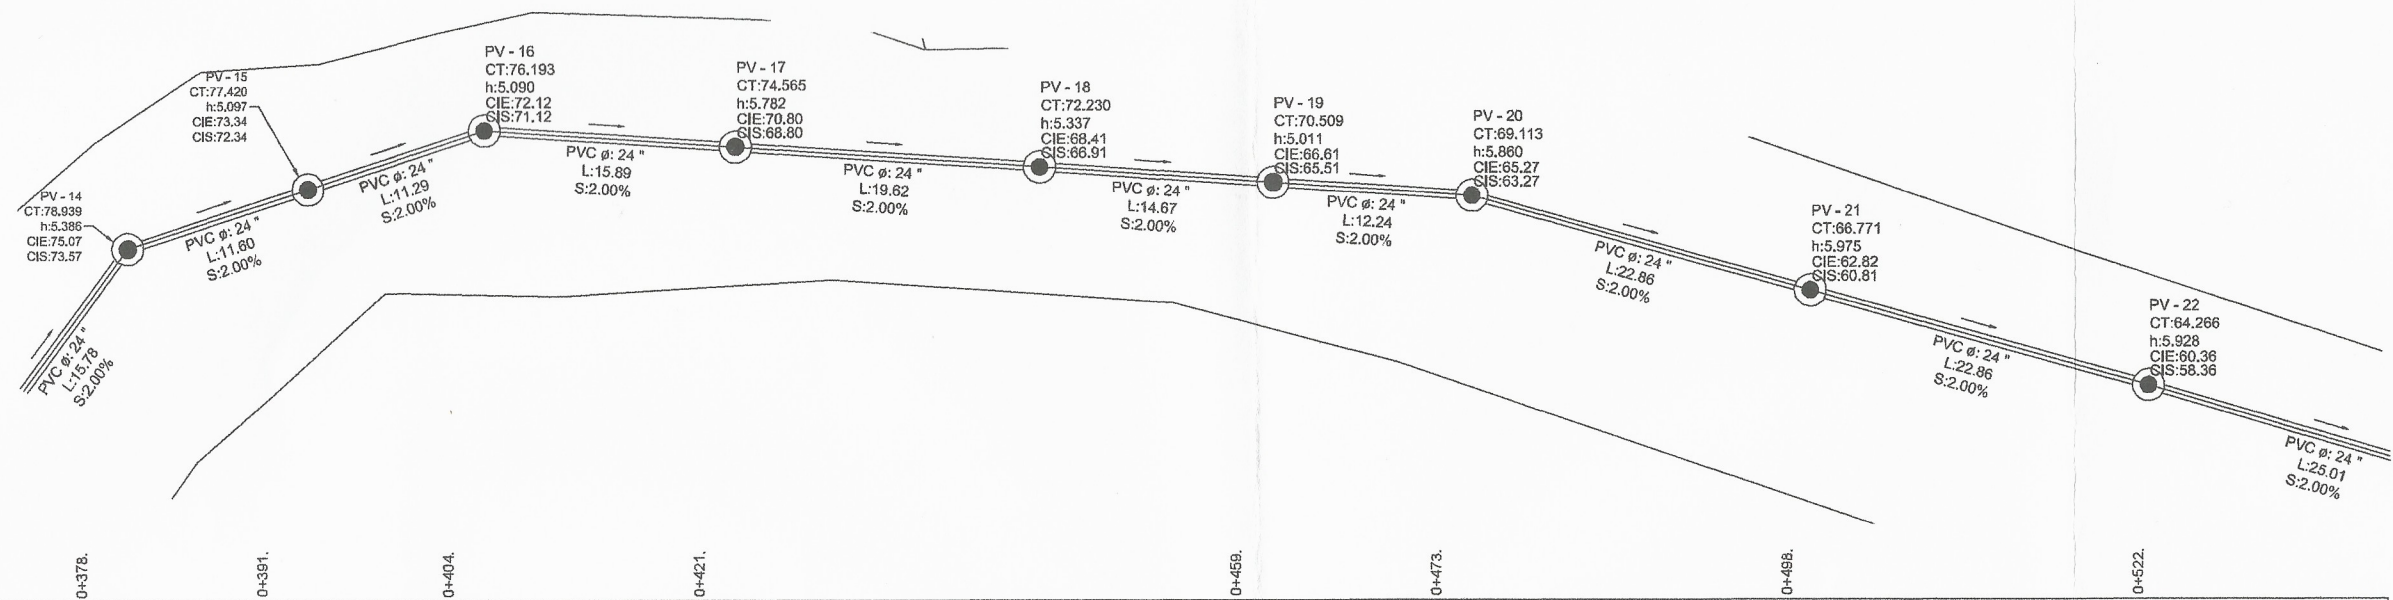 PV - 14
CT:78.939
h:5.386
CIE:75.07
CIS:73.57
PVC ø: 24 "
L:15.78
S:2.00%
PV - 15
CT:77.420
h:5.097
CIE:73.34
CIS:72.34
PVC ø: 24 "
L:11.60
S:2.00%
PV - 16
CT:76.193
h:5.090
CIE:72.12
CIS:71.12
PVC ø: 24 "
L:11.29
S:2.00%
PV - 17
CT:74.565
h:5.782
CIE:70.80
CIS:68.80
PVC ø: 24 "
L:15.89
S:2.00%
PV - 18
CT:72.230
h:5.337
CIE:68.41
CIS:66.91
PVC ø: 24 "
L:19.62
S:2.00%
PV - 19
CT:70.509
h:5.011
CIE:66.61
CIS:65.51
PVC ø: 24 "
L:14.67
S:2.00%
PV - 20
CT:69.113
h:5.860
CIE:65.27
CIS:63.27
PVC ø: 24 "
L:12.24
S:2.00%
PV - 21
CT:66.771
h:5.975
CIE:62.82
CIS:60.81
PVC ø: 24 "
L:22.86
S:2.00%
PV - 22
CT:64.266
h:5.928
CIE:60.36
CIS:58.36
PVC ø: 24 "
L:22.86
S:2.00%
PVC ø: 24 "
L:25.01
S:2.00%
0+378.
0+391.
0+404.
0+421.
0+459.
0+473.
0+498.
0+522.